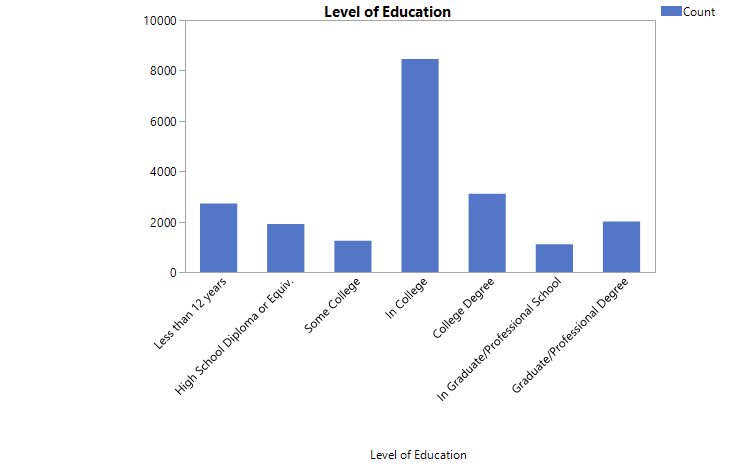 Level of Education
Count
10000
8000
6000
4000
2000
0
Less than 12 years
High School Diploma or Equiv.
Some College
In College
College Degree
In Graduate/Professional School
Graduate/Professional Degree
Level of Education